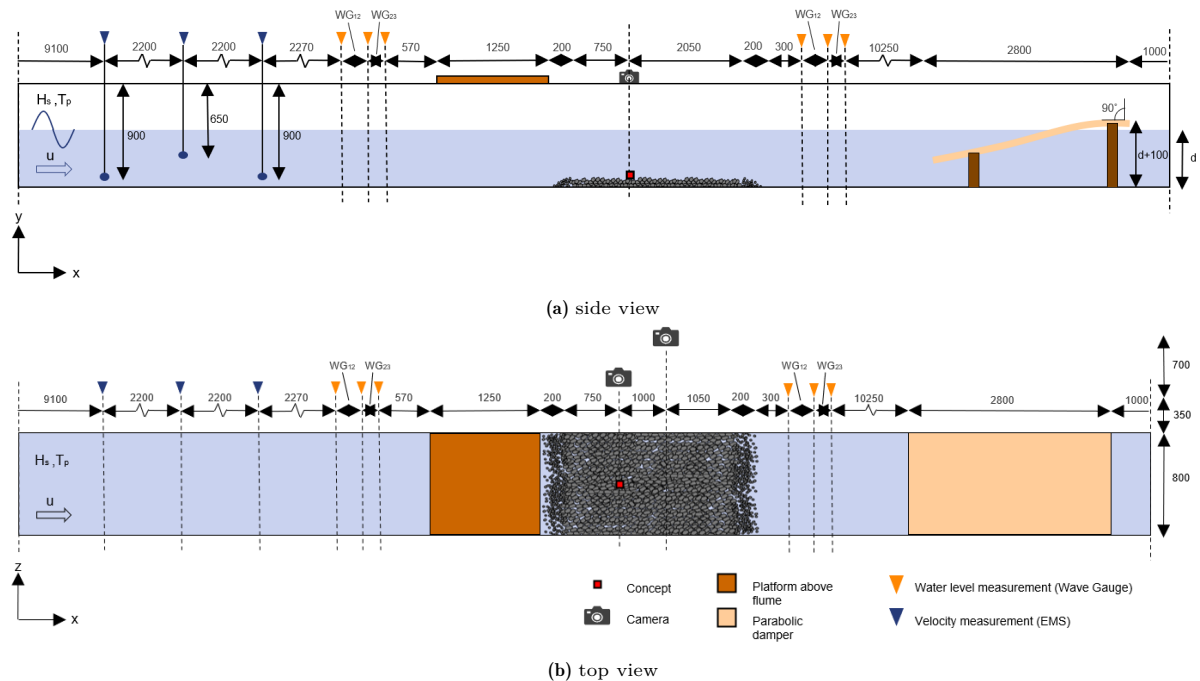 WG12 WG23 WG12 WG23
9100 2200 2200 2270 570 1250 200 750 2050 200 300 10250 2800 1000
Hs ,Tp
u
900
650
900
90°
d+100
d
y
x
(a) side view
WG12 WG23 WG12 WG23
9100 2200 2200 2270 570 1250 200 750 1000 1050 200 300 10250 2800 1000
700
350
800
Hs ,Tp
u
z
x
Concept
Platform above
flume
Water level measurement (Wave Gauge)
Camera
Parabolic
damper
Velocity measurement (EMS)
(b) top view